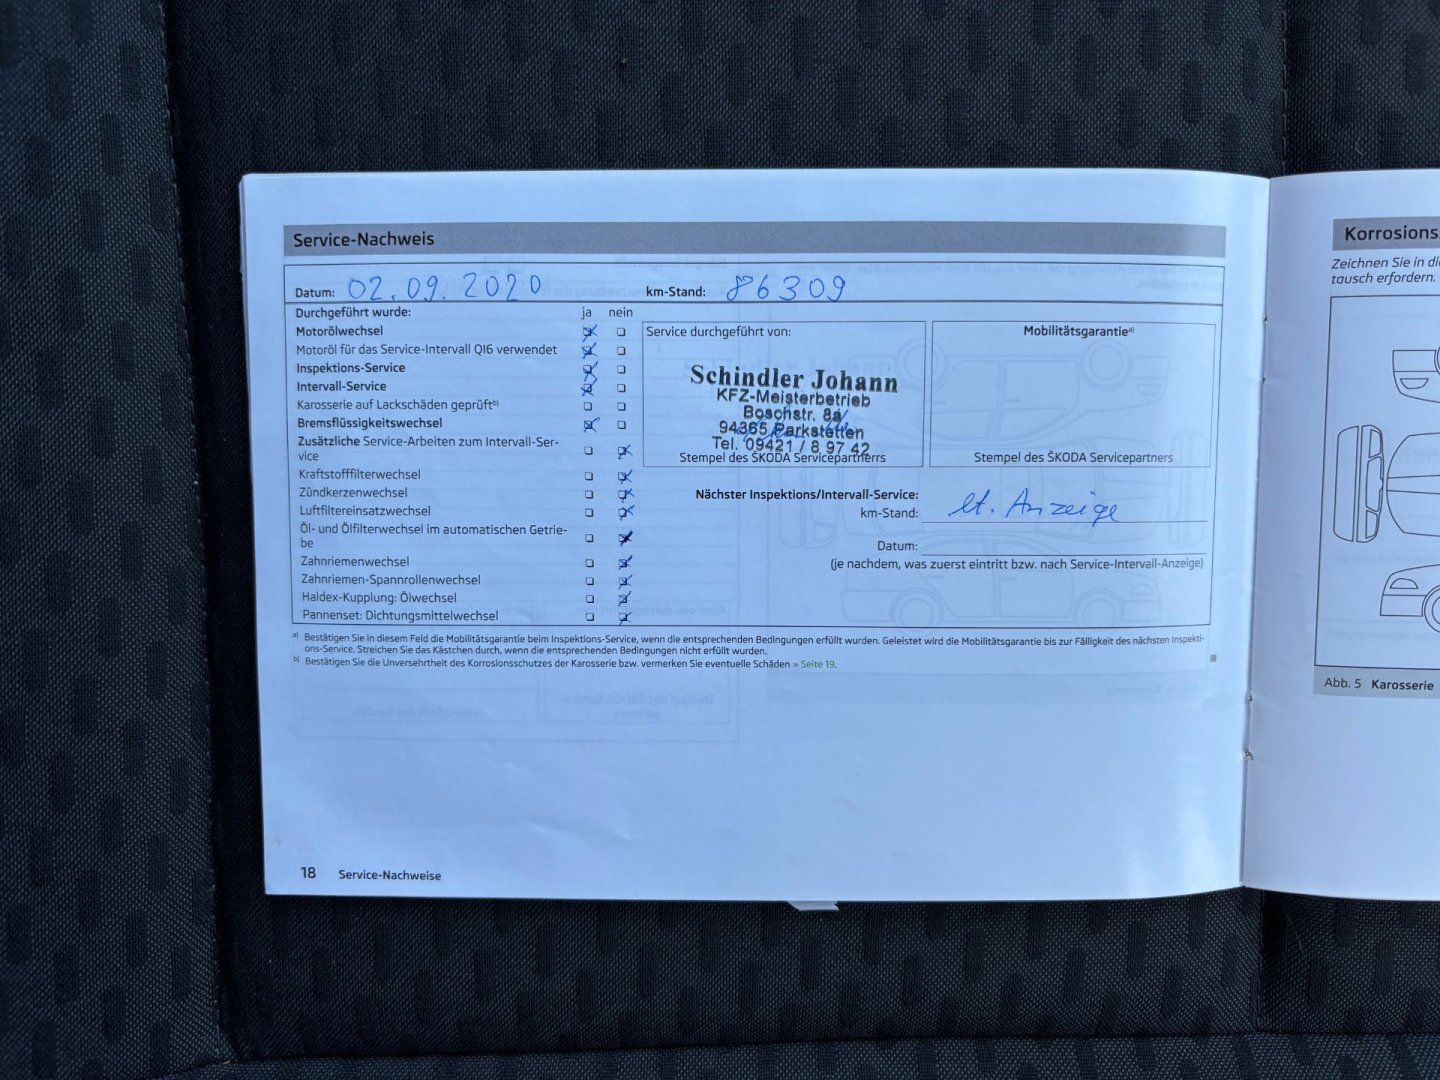 Service-Nachweis
Datum: 02.09.2020 km-Stand: 86309
Durchgeführt wurde: ja nein
Motorölwechsel
Motoröl für das Service-Intervall QI6 verwendet
Inspektions-Service
Intervall-Service
Karosserie auf Lackschäden geprüftb)
Bremsflüssigkeitswechsel
Zusätzliche Service-Arbeiten zum Intervall-Ser-
vice
Kraftstofffilterwechsel
Zündkerzenwechsel
Luftfiltereinsatzwechsel
Öl- und Ölfilterwechsel im automatischen Getrie-
be
Zahnriemenwechsel
Zahnriemen-Spannrollenwechsel
Haldex-Kupplung: Ölwechsel
Pannenset: Dichtungsmittelwechsel
Service durchgeführt von:
Schindler Johann
KFZ-Meisterbetrieb
Boschstr. 8a
94365 Parkstetten
Tel. 09421 / 8 97 42
Stempel des ŠKODA Servicepartnerrs
Mobilitätsgarantiea)
Stempel des ŠKODA Servicepartners
Nächster Inspektions/Intervall-Service:
km-Stand: lt. Anzeige
Datum:
(je nachdem, was zuerst eintritt bzw. nach Service-Intervall-Anzeige)
a) Bestätigen Sie in diesem Feld die Mobilitätsgarantie beim Inspektions-Service, wenn die entsprechenden Bedingungen erfüllt wurden. Geleistet wird die Mobilitätsgarantie bis zur Fälligkeit des nächsten Inspekti-
ons-Service. Streichen Sie das Kästchen durch, wenn die entsprechenden Bedingungen nicht erfüllt wurden.
b) Bestätigen Sie die Unversehrtheit des Korrosionsschutzes der Karosserie bzw. vermerken Sie eventuelle Schäden » Seite 19.
18 Service-Nachweise
Korrosions
Zeichnen Sie in di
tausch erfordern.
Abb. 5 Karosserie